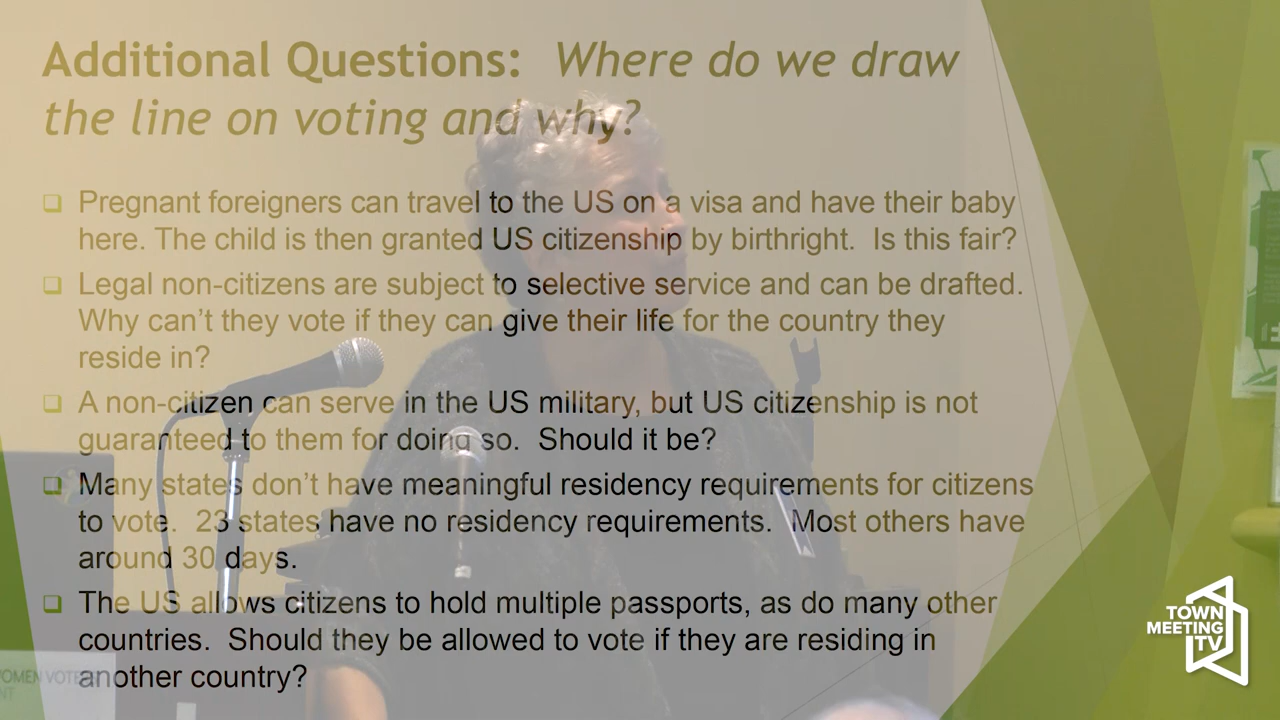 Additional Questions: Where do we draw
the line on voting and why?
Pregnant foreigners can travel to the US on a visa and have their baby
here. The child is then granted US citizenship by birthright. Is this fair?
Legal non-citizens are subject to selective service and can be drafted.
Why can't they vote if they can give their life for the country they
reside in?
A non-citizen can serve in the US military, but US citizenship is not
guaranteed to them for doing so. Should it be?
Many states don't have meaningful residency requirements for citizens
to vote. 23 states have no residency requirements. Most others have
around 30 days.
The US allows citizens to hold multiple passports, as do many other
countries. Should they be allowed to vote if they are residing in
another country?
TOWN
MEETING
TV
WOMEN VOTE